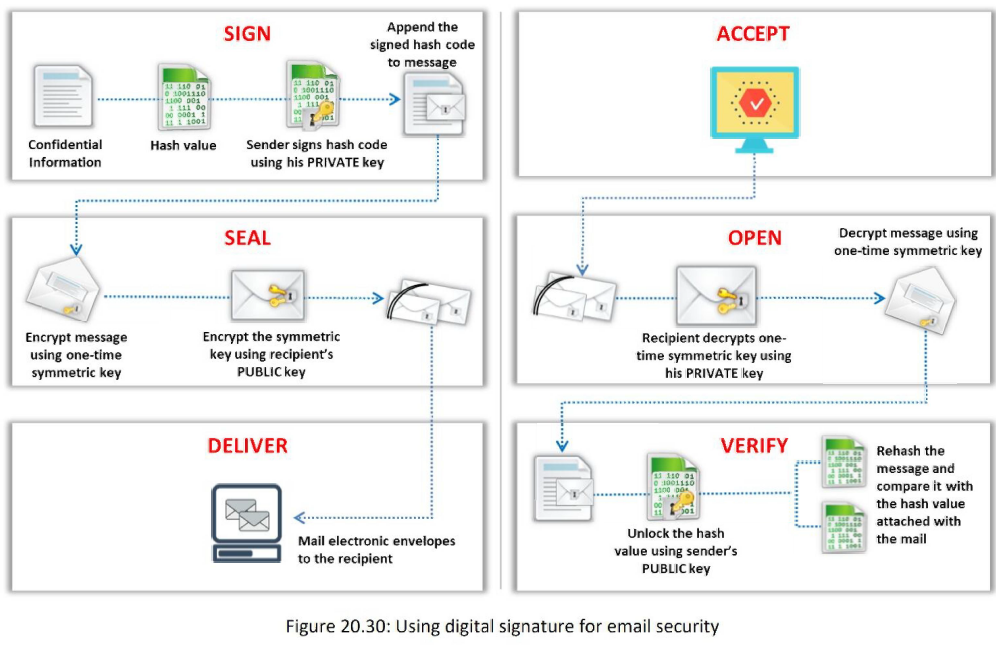 SIGN
Append the
signed hash code
to message
Confidential
Information
Hash value
Sender signs hash code
using his PRIVATE key
SEAL
Encrypt message
using one-time
symmetric key
Encrypt the symmetric
key using recipient's
PUBLIC key
DELIVER
Mail electronic envelopes
to the recipient
ACCEPT
OPEN
Decrypt message using
one-time symmetric key
Recipient decrypts one-
time symmetric key using
his PRIVATE key
VERIFY
Unlock the hash
value using sender's
PUBLIC key
Rehash the
message and
compare it with
the hash value
attached with
the mail
Figure 20.30: Using digital signature for email security